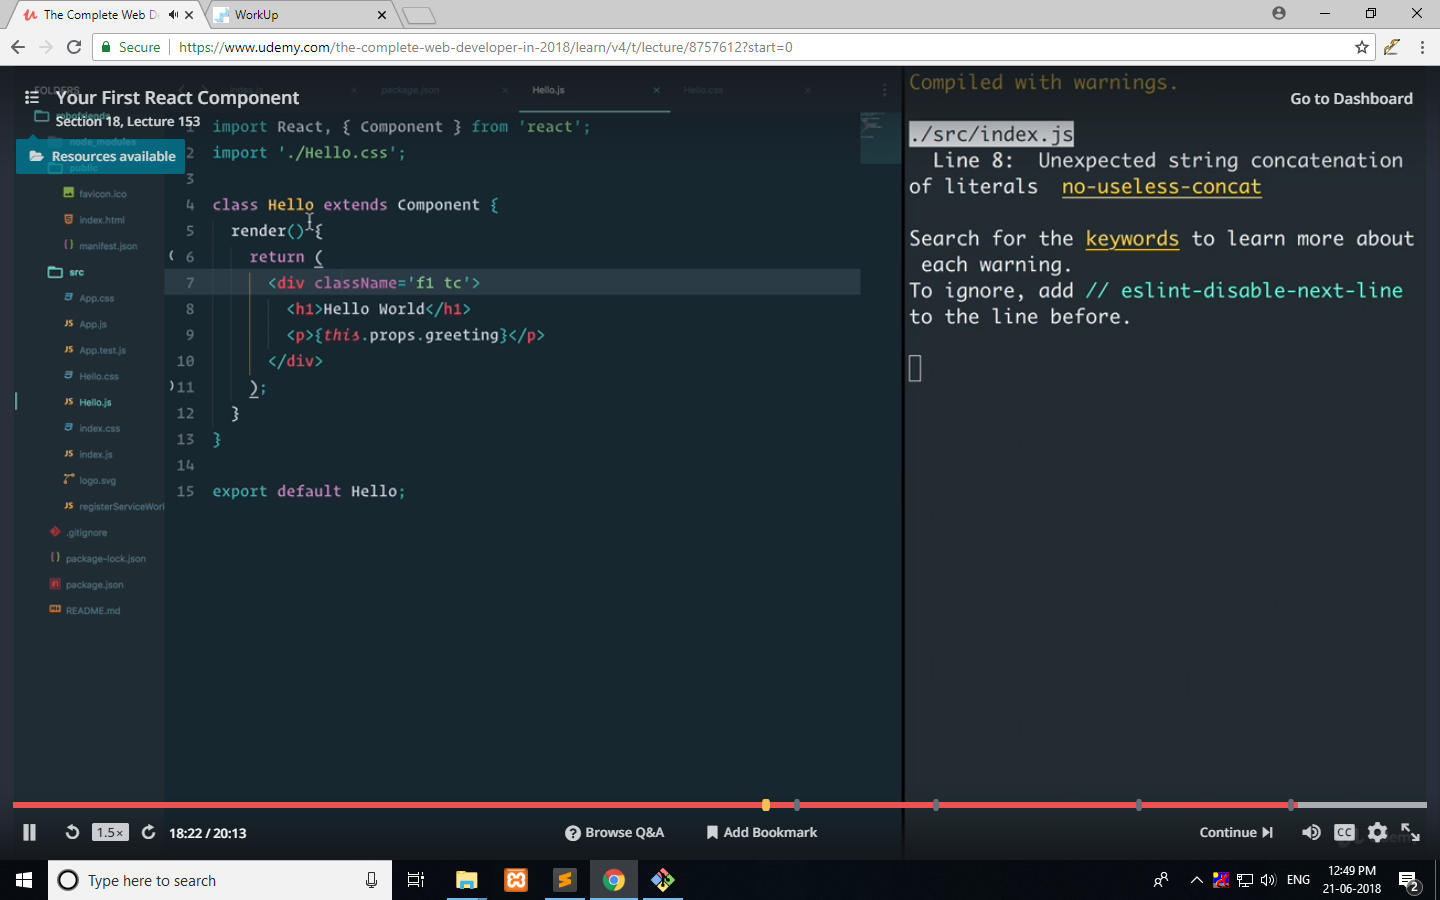 The Complete Web De
WorkUp
Secure
https://www.udemy.com/the-complete-web-developer-in-2018/learn/v4/t/lecture/8757612?start=0
FOLDERS
Your First React Component
Section 18, Lecture 153
Resources available
Go to Dashboard
node_modules
public
favicon.ico
index.html
manifest.json
src
App.css
App.js
App.test.js
Hello.css
Hello.js
index.css
index.js
logo.svg
registerServiceWork
.gitignore
package-lock.json
package.json
README.md
package.json
Hello.js
Hello.css
1 import React, { Component } from 'react';
2 import './Hello.css';
3
4 class Hello extends Component {
5 render() {
6 return (
7 <div className='f1 tc'>
8 <h1>Hello World</h1>
9 <p>{this.props.greeting}</p>
10 </div>
11 );
12 }
13 }
14
15 export default Hello;
Compiled with warnings.
./src/index.js
Line 8: Unexpected string concatenation
of literals no-useless-concat
Search for the keywords to learn more about
each warning.
To ignore, add // eslint-disable-next-line
to the line before.
1.5×
18:22 / 20:13
Browse Q&A
Add Bookmark
Continue
CC
Type here to search
ENG
12:49 PM
21-06-2018
2